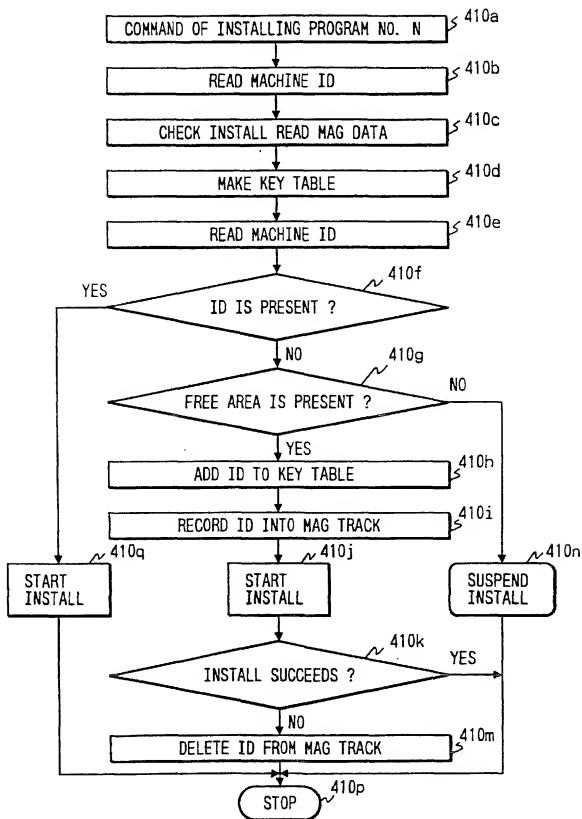 410a
COMMAND OF INSTALLING PROGRAM NO. N
410b
READ MACHINE ID
410c
CHECK INSTALL READ MAG DATA
410d
MAKE KEY TABLE
410e
READ MACHINE ID
410f
YES
ID IS PRESENT ?
NO
410g
NO
FREE AREA IS PRESENT ?
YES
410h
ADD ID TO KEY TABLE
410i
RECORD ID INTO MAG TRACK
410q
410j
410n
START
INSTALL
START
INSTALL
SUSPEND
INSTALL
410k
YES
INSTALL SUCCEEDS ?
NO
410m
DELETE ID FROM MAG TRACK
410p
STOP